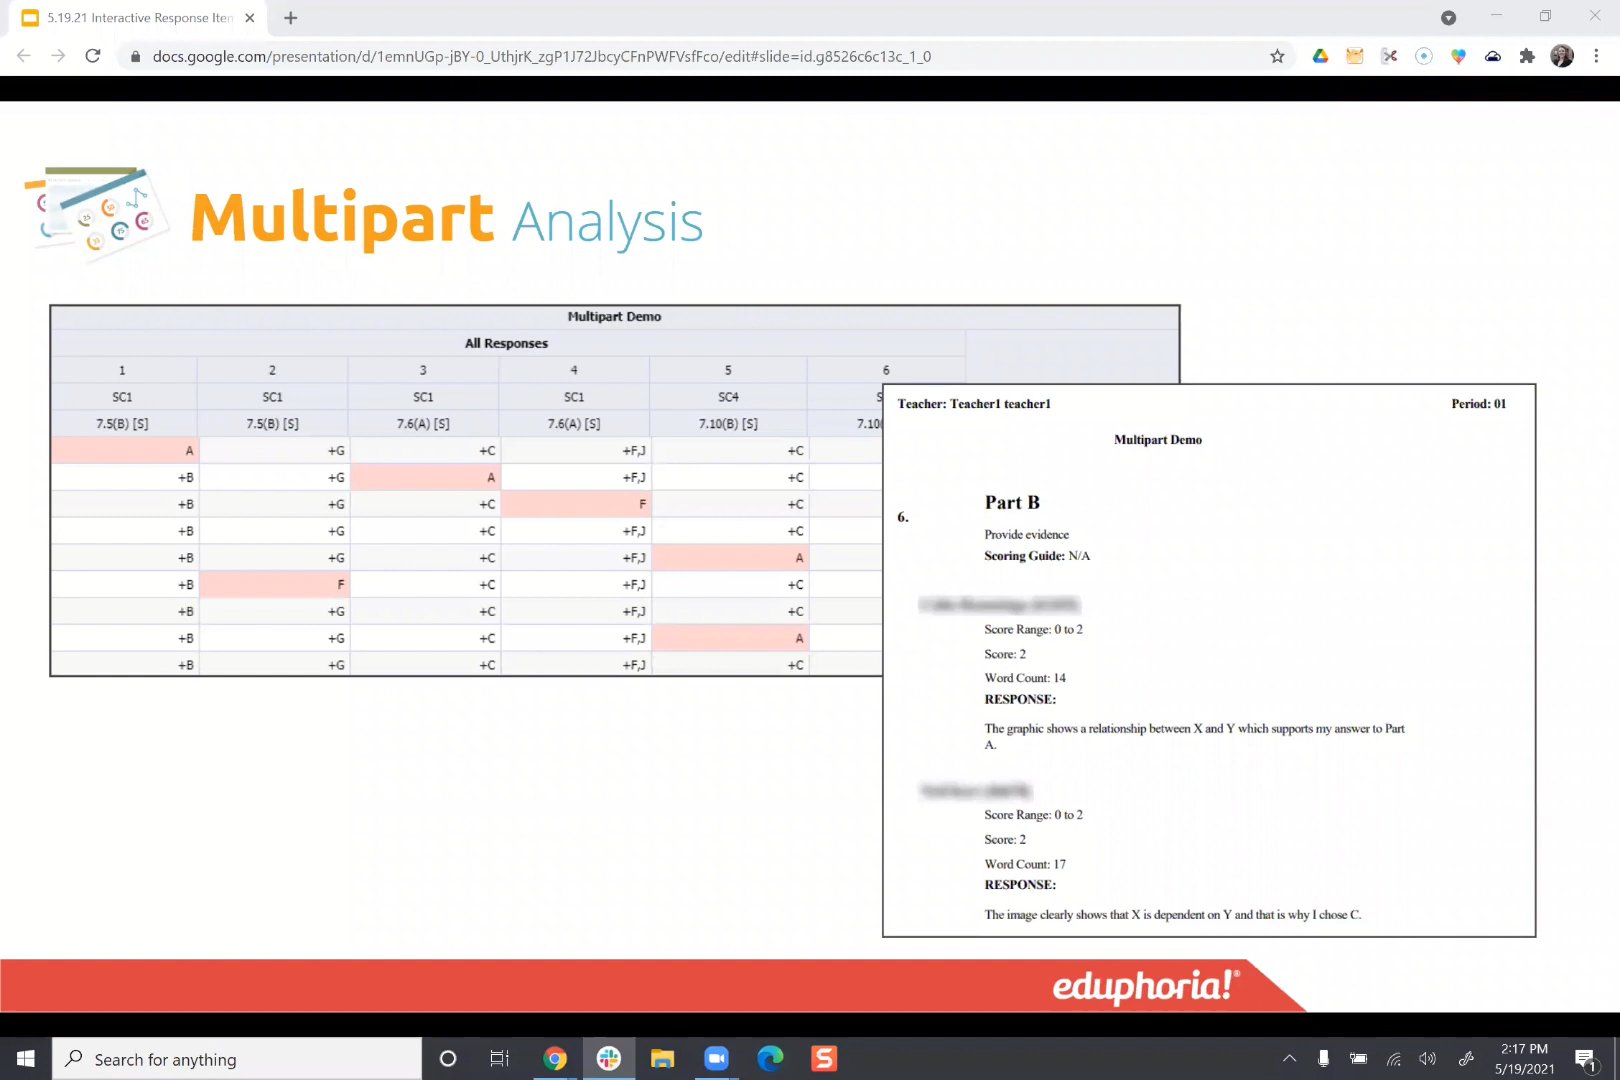 5.19.21 Interactive Response Iten
docs.google.com/presentation/d/1emnUGp-jBY-0_UthjrK_zgP1J72JbcyCFnPWFVsfFco/edit#slide=id.g8526c6c13c_1_0
Multipart Analysis
Multipart Demo
All Responses
1 2 3 4 5 6
SC1 SC1 SC1 SC1 SC4 S
7.5(B) [S] 7.5(B) [S] 7.6(A) [S] 7.6(A) [S] 7.10(B) [S] 7.10(
A +G +C +F,J +C
+B +G A +F,J +C
+B +G +C F +C
+B +G +C +F,J +C
+B +G +C +F,J A
+B F +C +F,J +C
+B +G +C +F,J +C
+B +G +C +F,J A
+B +G +C +F,J +C
Teacher: Teacher1 teacher1 Period: 01
Multipart Demo
Part B
6.
Provide evidence
Scoring Guide: N/A
Score Range: 0 to 2
Score: 2
Word Count: 14
RESPONSE:
The graphic shows a relationship between X and Y which supports my answer to Part
A.
Score Range: 0 to 2
Score: 2
Word Count: 17
RESPONSE:
The image clearly shows that X is dependent on Y and that is why I chose C.
eduphoria!®
Search for anything
2:17 PM
5/19/2021
1